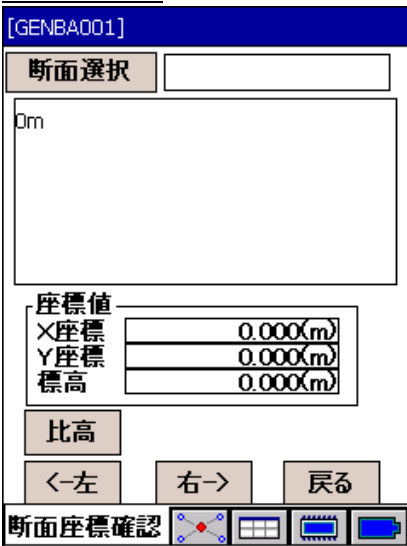 [GENBA001]
断面選択
0m
座標値
X座標 0.000(m)
Y座標 0.000(m)
標高 0.000(m)
比高
<-左 右-> 戻る
断面座標確認